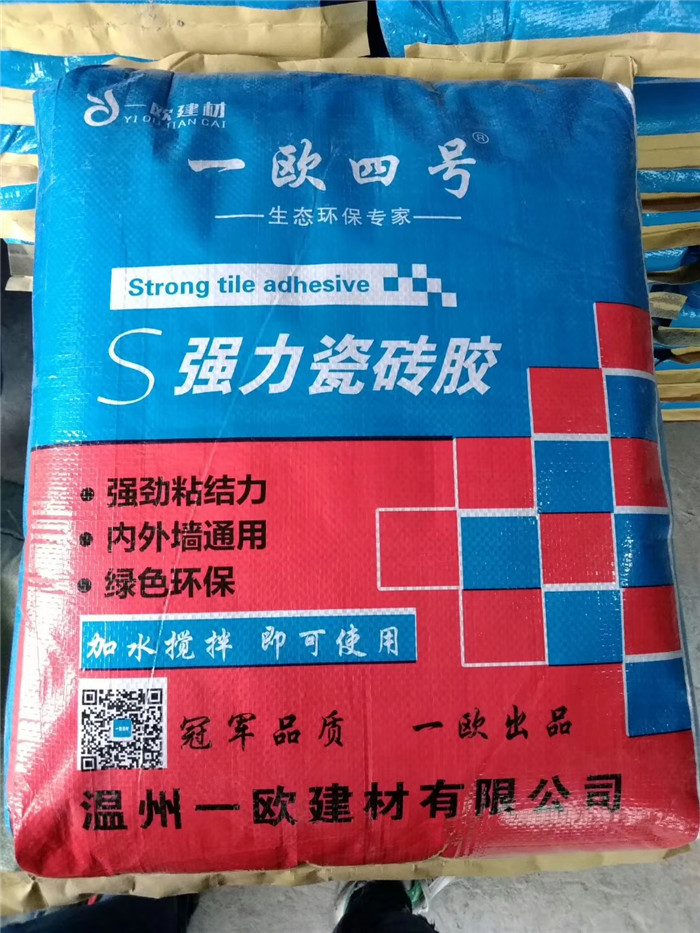 一欧建材
YI OU JIAN CAI
一欧四号®
生态环保专家
Strong tile adhesive
S强力瓷砖胶
强劲粘结力
内外墙通用
绿色环保
加水搅拌 即可使用
冠军品质 一欧出品
温州一欧建材有限公司